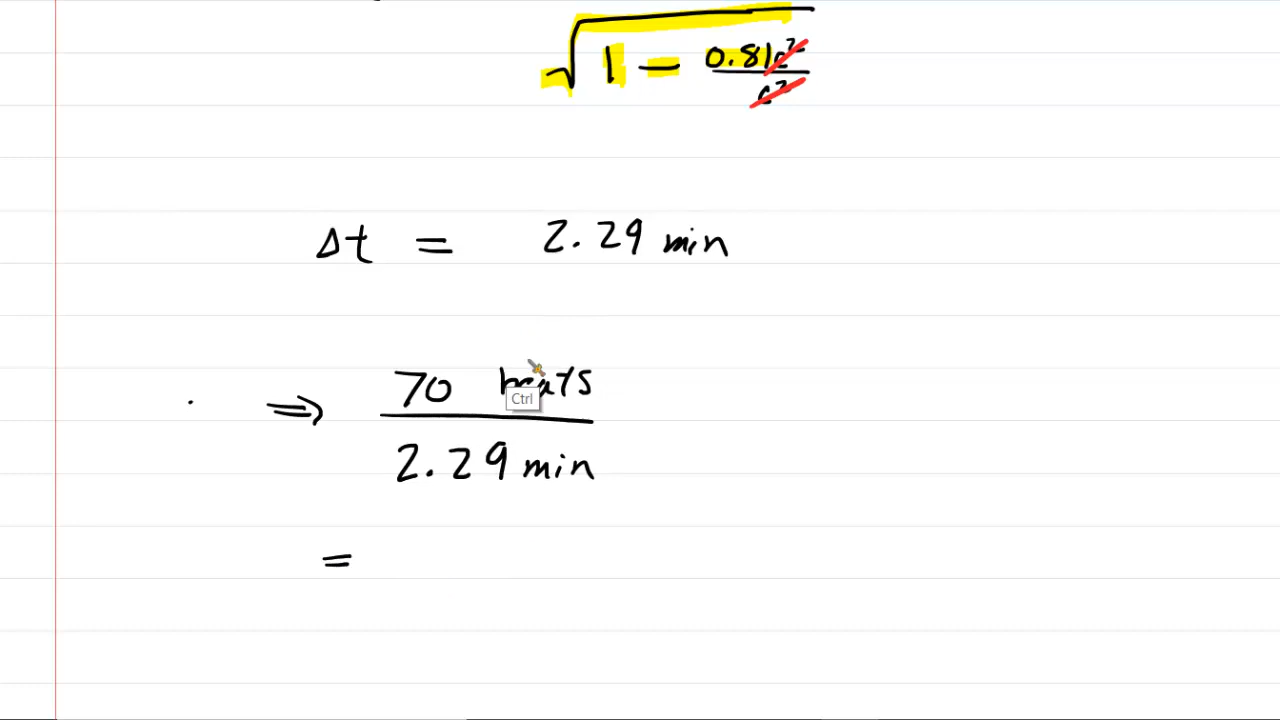 √1 - 0.81c²/c²
Δt = 2.29 min
⇒ 70 beats
2.29 min
Ctrl
=